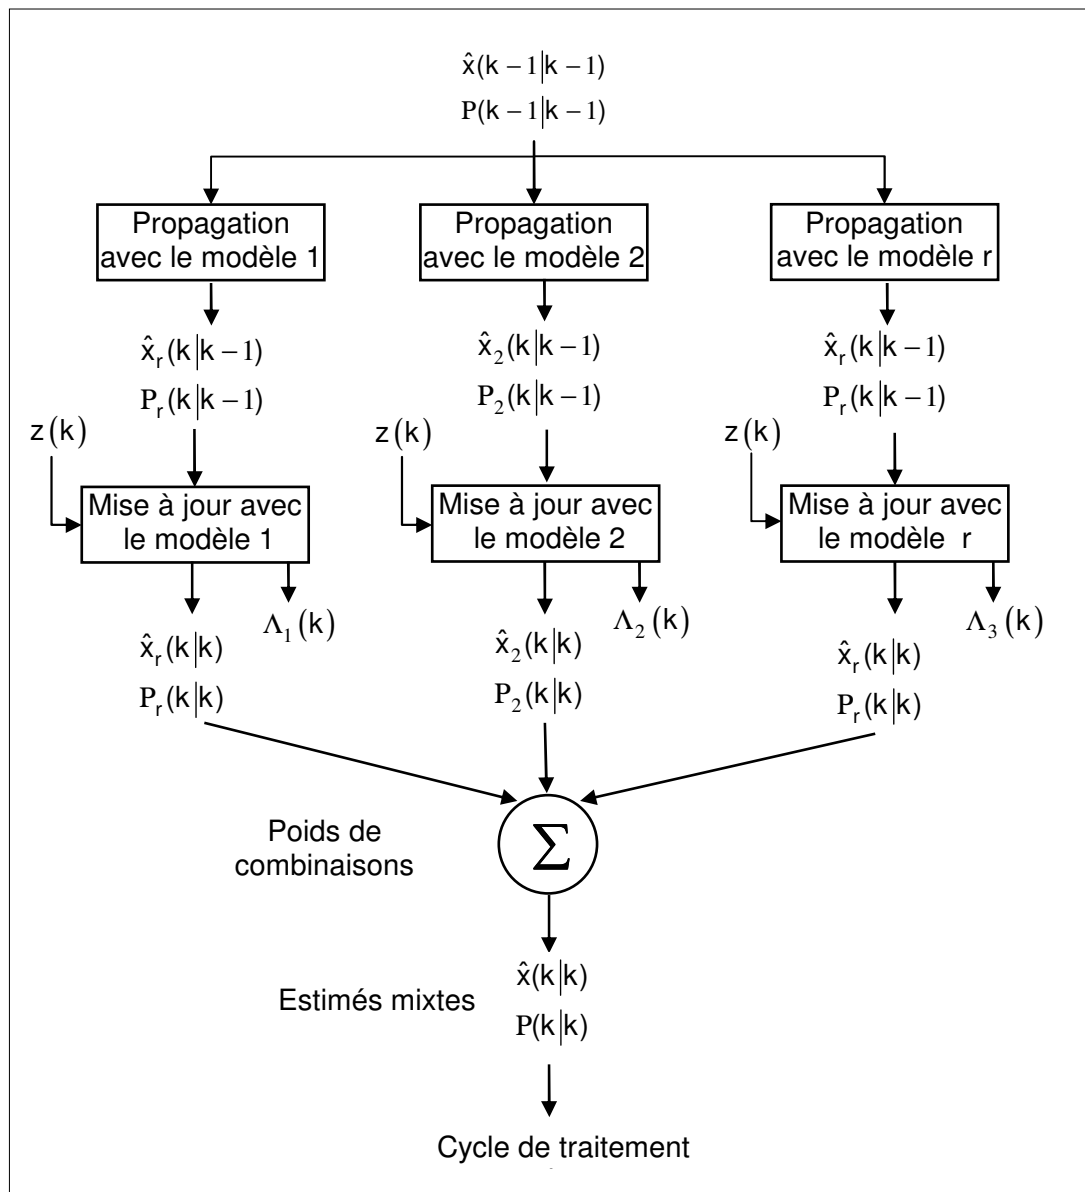 x̂(k − 1|k − 1)
P(k − 1|k − 1)
Propagation
avec le modèle 1
Propagation
avec le modèle 2
Propagation
avec le modèle r
x̂ᵣ(k|k − 1)
Pᵣ(k|k − 1)
x̂₂(k|k − 1)
P₂(k|k − 1)
x̂ᵣ(k|k − 1)
Pᵣ(k|k − 1)
z(k)
z(k)
z(k)
Mise à jour avec
le modèle 1
Mise à jour avec
le modèle 2
Mise à jour avec
le modèle r
Λ₁(k)
Λ₂(k)
Λ₃(k)
x̂ᵣ(k|k)
Pᵣ(k|k)
x̂₂(k|k)
P₂(k|k)
x̂ᵣ(k|k)
Pᵣ(k|k)
Poids de
combinaisons
Σ
Estimés mixtes
x̂(k|k)
P(k|k)
Cycle de traitement